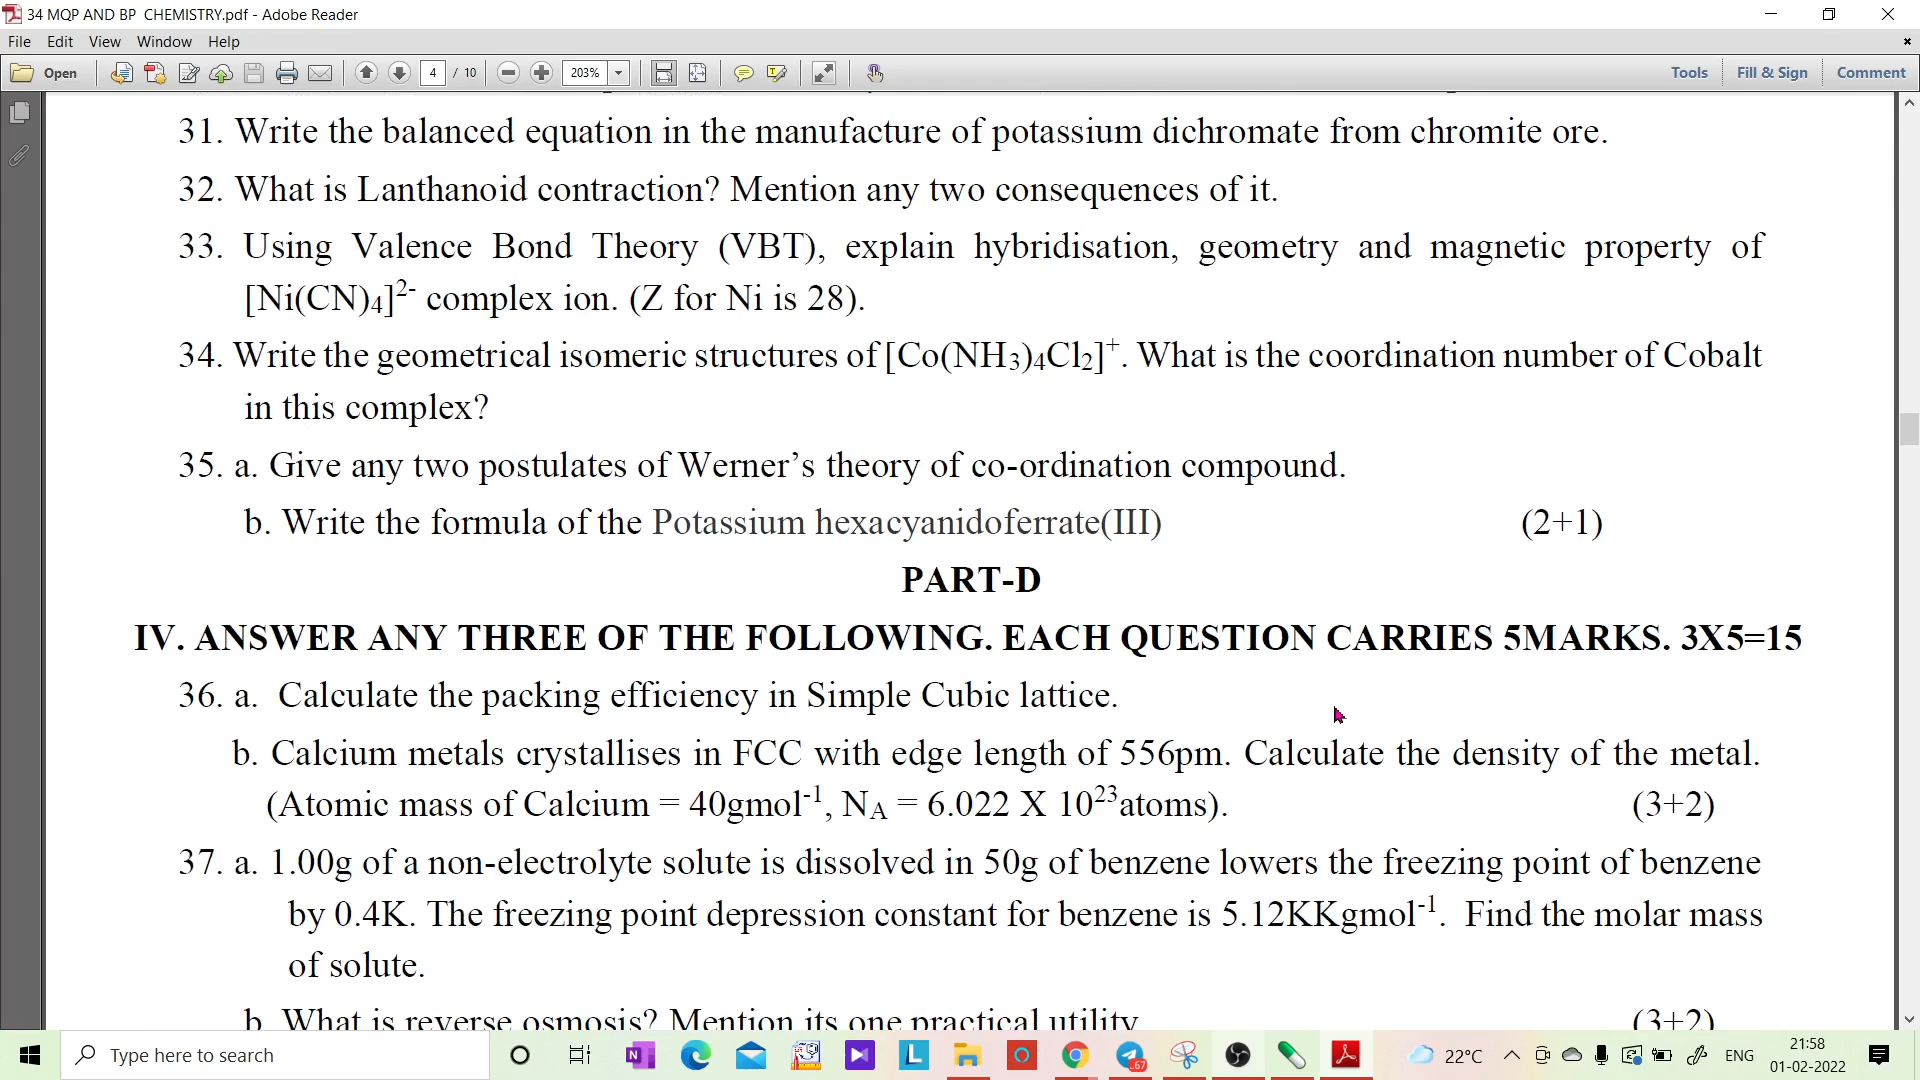 34 MQP AND BP CHEMISTRY.pdf - Adobe Reader
File Edit View Window Help
Open 4 / 10 203% Tools Fill & Sign Comment
31. Write the balanced equation in the manufacture of potassium dichromate from chromite ore.
32. What is Lanthanoid contraction? Mention any two consequences of it.
33. Using Valence Bond Theory (VBT), explain hybridisation, geometry and magnetic property of
[Ni(CN)₄]²⁻ complex ion. (Z for Ni is 28).
34. Write the geometrical isomeric structures of [Co(NH₃)₄Cl₂]⁺. What is the coordination number of Cobalt
in this complex?
35. a. Give any two postulates of Werner’s theory of co-ordination compound.
b. Write the formula of the Potassium hexacyanidoferrate(III) (2+1)
PART-D
IV. ANSWER ANY THREE OF THE FOLLOWING. EACH QUESTION CARRIES 5MARKS. 3X5=15
36. a. Calculate the packing efficiency in Simple Cubic lattice.
b. Calcium metals crystallises in FCC with edge length of 556pm. Calculate the density of the metal.
(Atomic mass of Calcium = 40gmol⁻¹, N_A = 6.022 X 10²³atoms). (3+2)
37. a. 1.00g of a non-electrolyte solute is dissolved in 50g of benzene lowers the freezing point of benzene
by 0.4K. The freezing point depression constant for benzene is 5.12KKgmol⁻¹. Find the molar mass
of solute.
b. What is reverse osmosis? Mention its one practical utility (3+2)
Type here to search 22°C ENG 21:58
01-02-2022